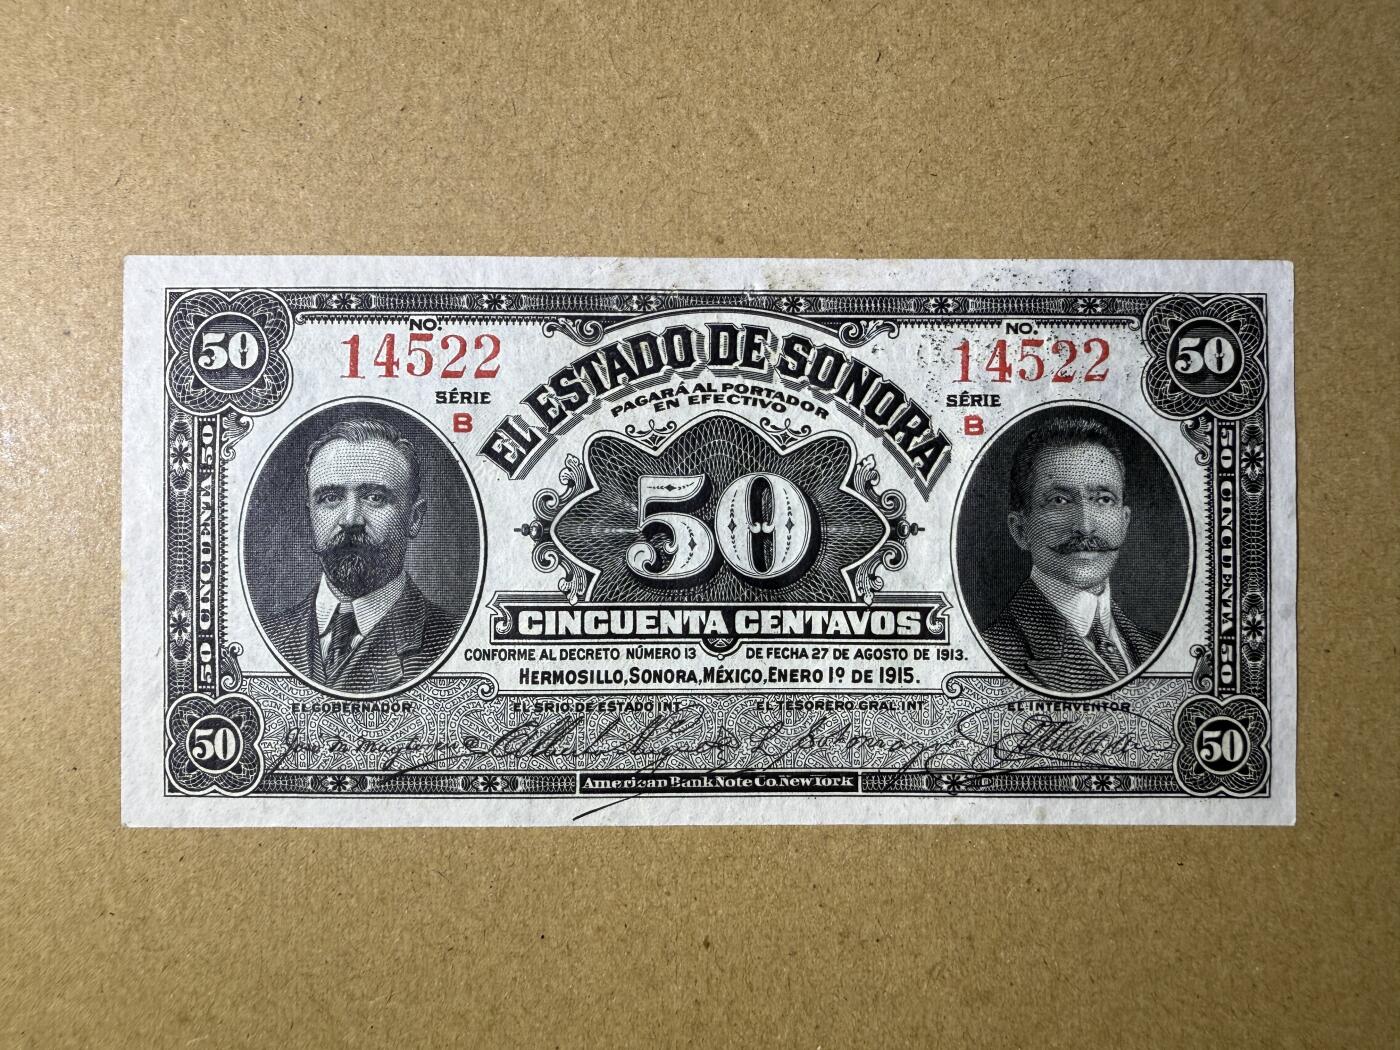 50
NO.
14522
SÉRIE
B
EL ESTADO DE SONORA
PAGARÁ AL PORTADOR
EN EFECTIVO
NO.
14522
SÉRIE
B
50
50 CINCUENTA 50
50
50 CINCUENTA 50
CINCUENTA CENTAVOS
CONFORME AL DECRETO NÚMERO 13 DE FECHA 27 DE AGOSTO DE 1913.
HERMOSILLO, SONORA, MÉXICO, ENERO 1º DE 1915.
EL GOBERNADOR EL SRIO. DE ESTADO INT. EL TESORERO GRAL INT EL INTERVENTOR
50
50
American Bank Note Co. New York